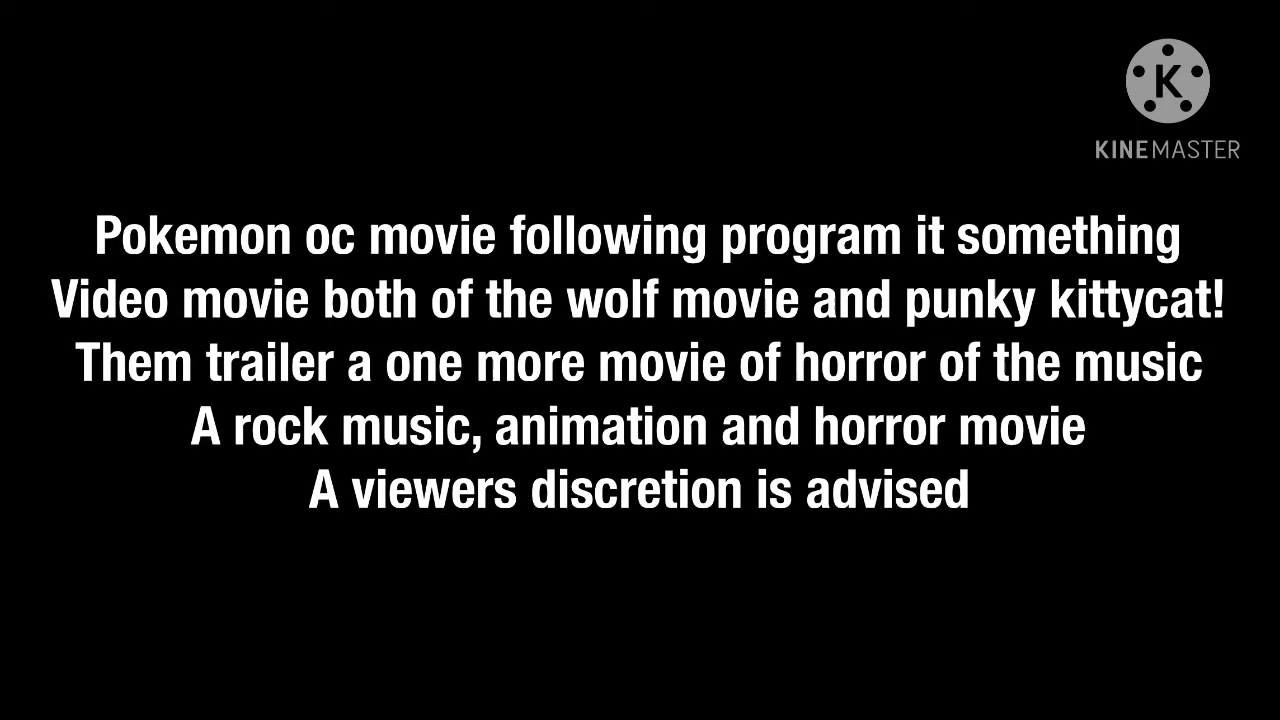 K
KINEMASTER
Pokemon oc movie following program it something
Video movie both of the wolf movie and punky kittycat!
Them trailer a one more movie of horror of the music
A rock music, animation and horror movie
A viewers discretion is advised